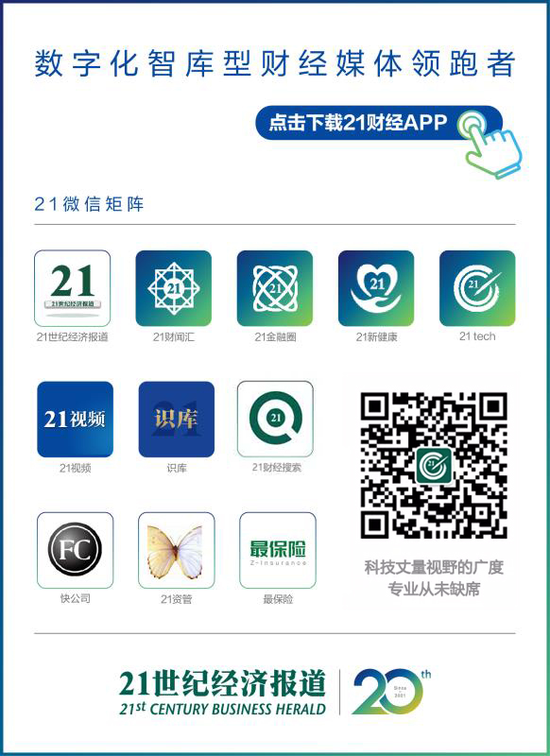 数字化智库型财经媒体领跑者
点击下载21财经APP
21微信矩阵
21
21世纪经济报道
21
21
21
21
21世纪经济报道
21财闻汇
21金融圈
21新健康
21 tech
21视频
21
识库
21
21视频
识库
21财经搜索
21
FC
最保险
Z-Insurance
快公司
21资管
最保险
科技丈量视野的广度
专业从未缺席
21世纪经济报道
21st CENTURY BUSINESS HERALD
20th
Since
2001